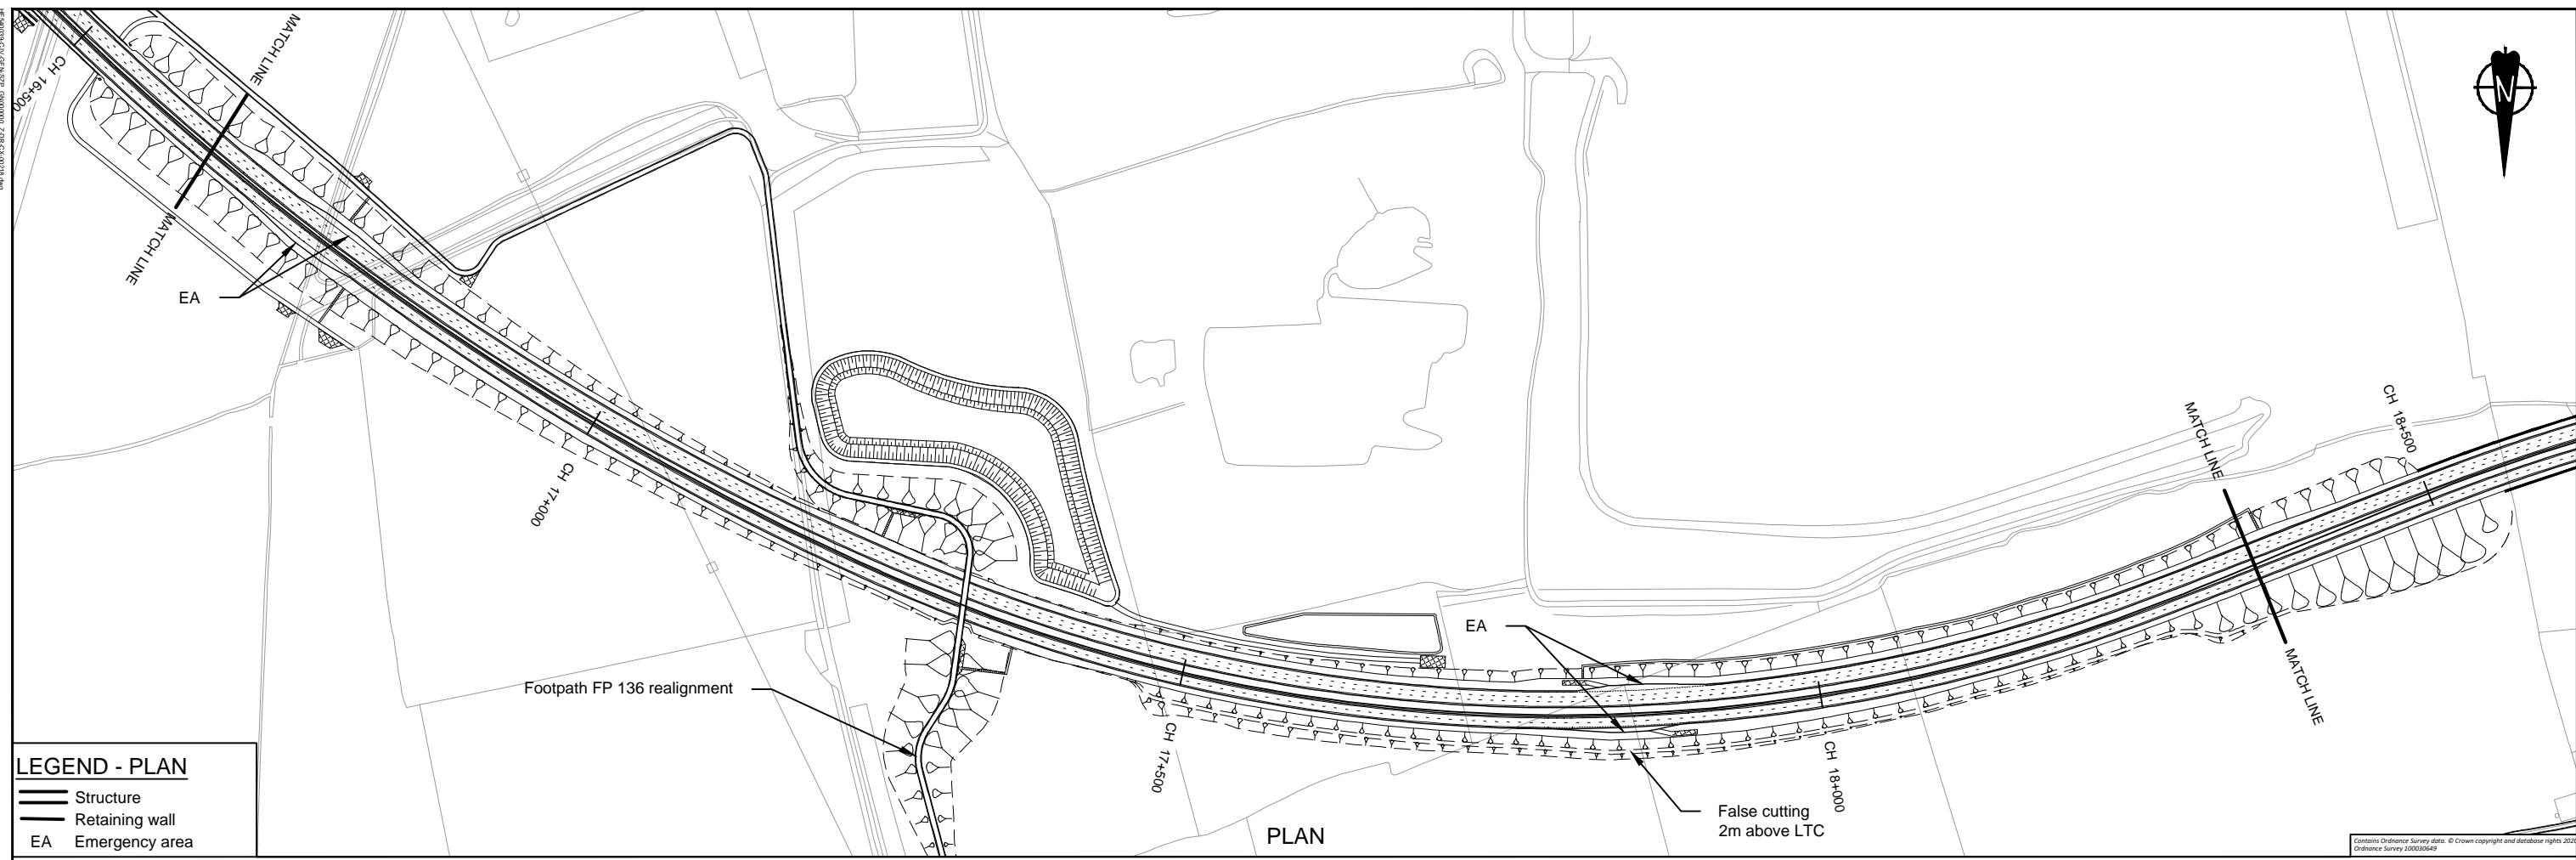 MATCH LINE
CH 16+500
N
MATCH LINE
EA
CH 17+000
CH 18+500
MATCH LINE
EA
Footpath FP 136 realignment
CH 17+500
MATCH LINE
CH 18+000
LEGEND - PLAN
Structure
Retaining wall
EA Emergency area
False cutting
2m above LTC
PLAN
Contains Ordnance Survey data. © Crown copyright and database rights
Ordnance Survey 100030649